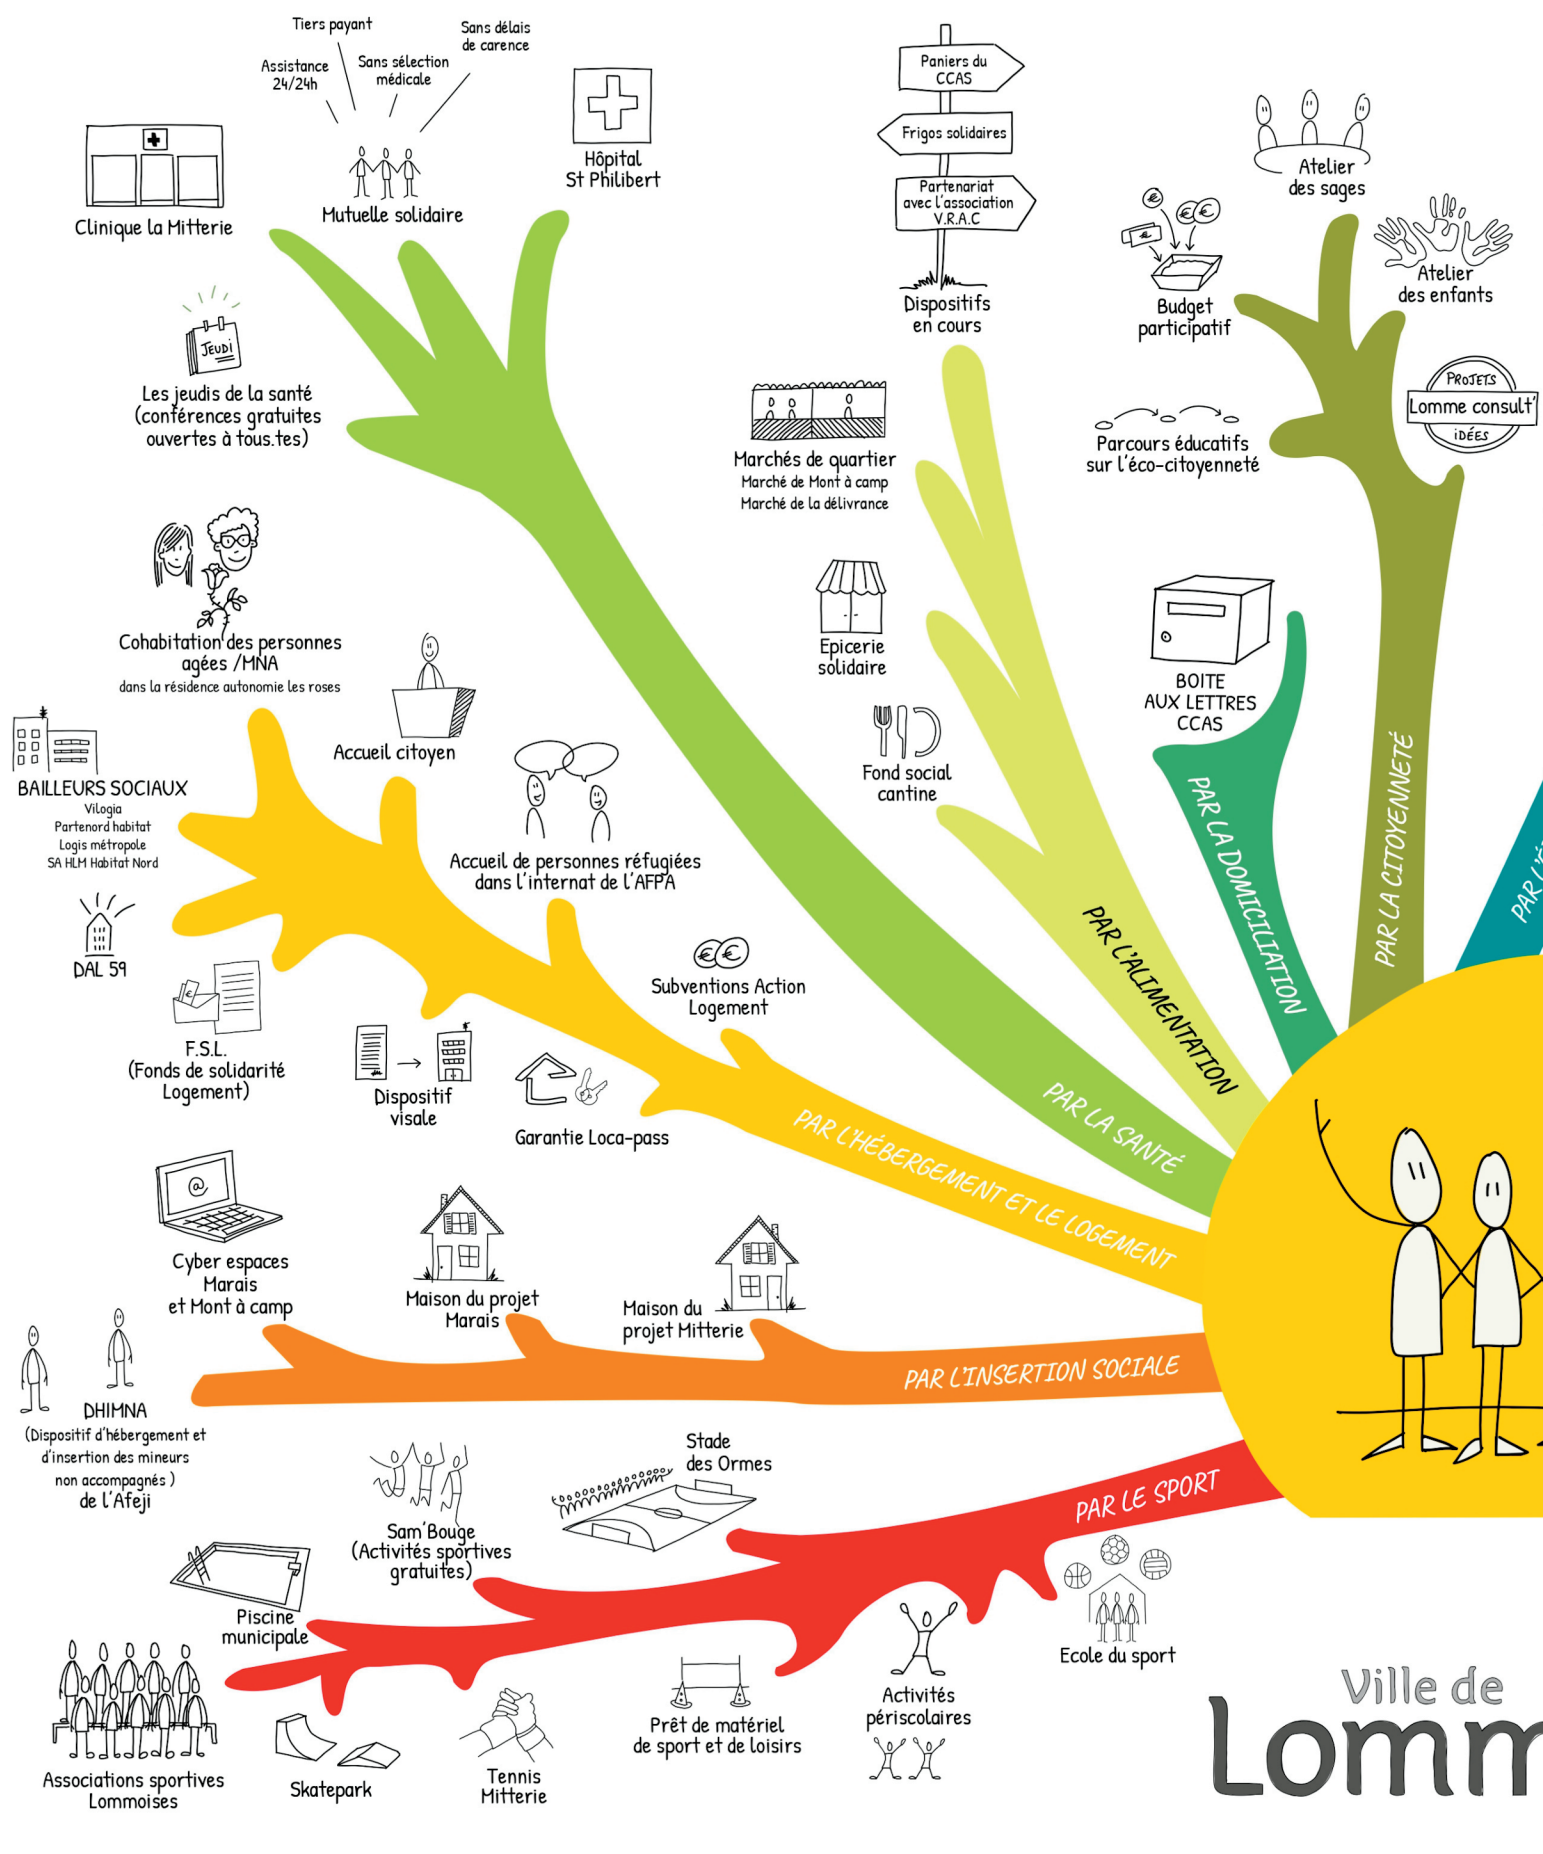 Tiers payant
Sans délais
de carence
Assistance
24/24h
Sans sélection
médicale
Mutuelle solidaire
Clinique la Mitterie
Hôpital
St Philibert
JEUDI
Les jeudis de la santé
(conférences gratuites
ouvertes à tous.tes)
PAR LA SANTÉ
Paniers du
CCAS
Frigos solidaires
Partenariat
avec l'association
V.R.A.C
Dispositifs
en cours
Marchés de quartier
Marché de Mont à camp
Marché de la délivrance
Epicerie
solidaire
Fond social
cantine
PAR L'ALIMENTATION
BOITE
AUX LETTRES
CCAS
PAR LA DOMICILIATION
Atelier
des sages
Atelier
des enfants
Budget
participatif
PROJETS
Lomme consult'
iDÉES
Parcours éducatifs
sur l'éco-citoyenneté
PAR LA CITOYENNETÉ
PAR
Cohabitation des personnes
agées /MNA
dans la résidence autonomie les roses
Accueil citoyen
BAILLEURS SOCIAUX
Vilogia
Partenord habitat
Logis métropole
SA HLM Habitat Nord
Accueil de personnes réfugiées
dans l'internat de l'AFPA
DAL 59
F.S.L.
(Fonds de solidarité
Logement)
Subventions Action
Logement
Dispositif
visale
Garantie Loca-pass
PAR L'HÉBERGEMENT ET LE LOGEMENT
@
Cyber espaces
Marais
et Mont à camp
Maison du projet
Marais
Maison du
projet Mitterie
DHIMNA
(Dispositif d'hébergement et
d'insertion des mineurs
non accompagnés )
de l'Afeji
PAR L'INSERTION SOCIALE
Stade
des Ormes
Sam'Bouge
(Activités sportives
gratuites)
Piscine
municipale
Associations sportives
Lommoises
Skatepark
Tennis
Mitterie
Prêt de matériel
de sport et de loisirs
Activités
périscolaires
Ecole du sport
PAR LE SPORT
Ville de
Lomm